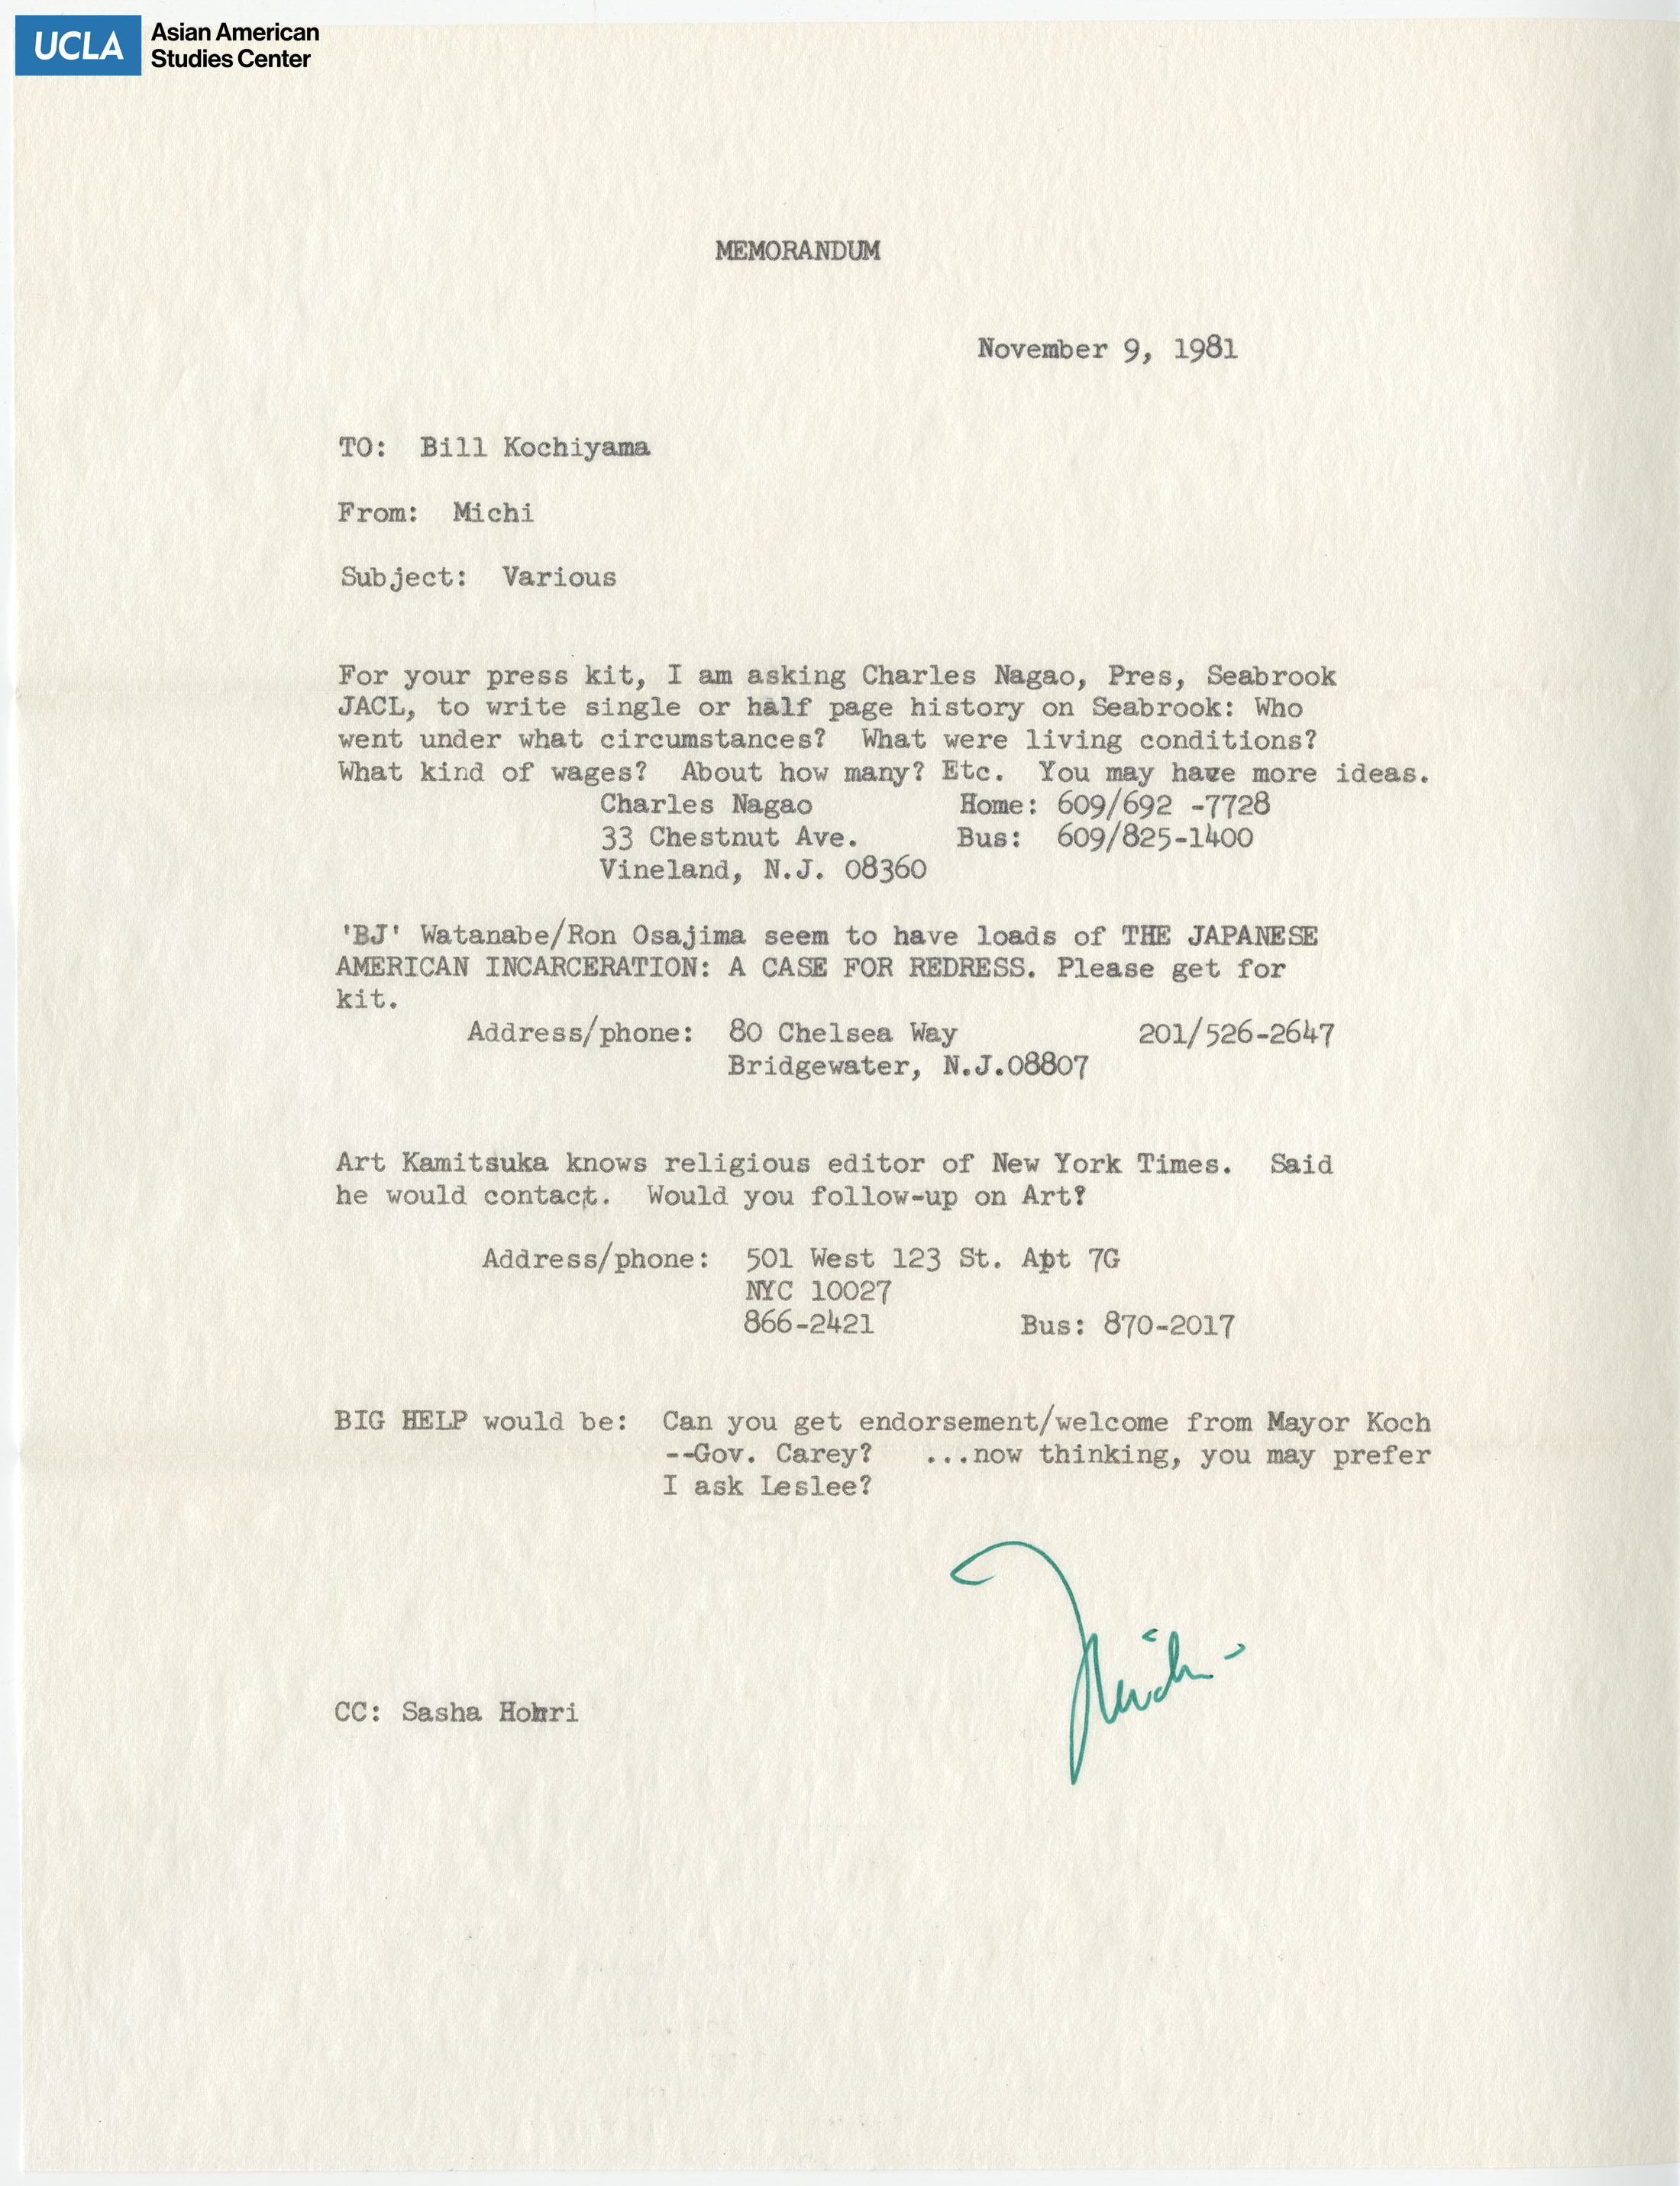 UCLA
Asian American
Studies Center
MEMORANDUM
November 9, 1981
TO:  Bill Kochiyama
From:  Michi
Subject:  Various
For your press kit, I am asking Charles Nagao, Pres, Seabrook
JACL, to write single or half page history on Seabrook: Who
went under what circumstances?  What were living conditions?
What kind of wages?  About how many? Etc.  You may have more ideas.
Charles Nagao          Home: 609/692 -7728
33 Chestnut Ave.       Bus:  609/825-1400
Vineland, N.J. 08360
'BJ' Watanabe/Ron Osajima seem to have loads of THE JAPANESE
AMERICAN INCARCERATION: A CASE FOR REDRESS. Please get for
kit.
Address/phone:  80 Chelsea Way          201/526-2647
Bridgewater, N.J.08807
Art Kamitsuka knows religious editor of New York Times.  Said
he would contact.  Would you follow-up on Art?
Address/phone:  501 West 123 St. Apt 7G
NYC 10027
866-2421         Bus: 870-2017
BIG HELP would be:  Can you get endorsement/welcome from Mayor Koch
--Gov. Carey?   ...now thinking, you may prefer
I ask Leslee?
Michi
CC: Sasha Hohri